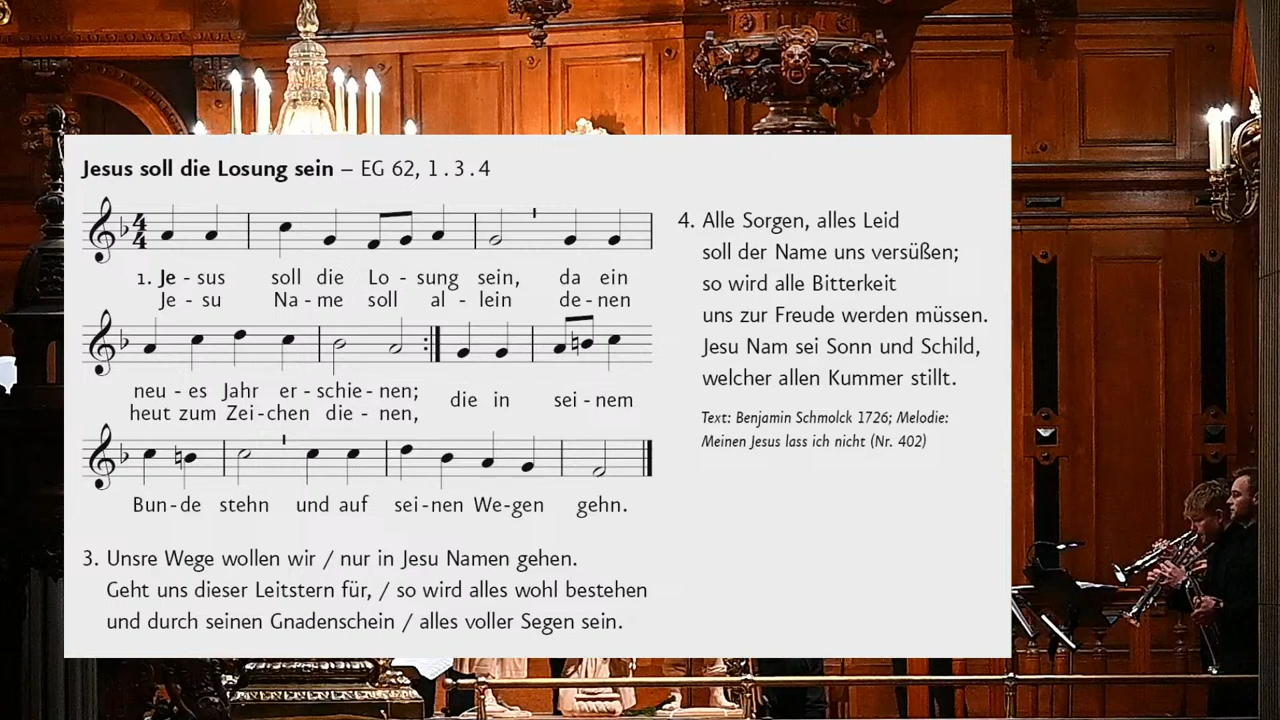 Jesus soll die Losung sein – EG 62, 1.3.4
1. Je - sus soll die Lo - sung sein, da ein
Je - su Na - me soll al - lein de - nen
neu - es Jahr er - schie - nen;
heut zum Zei - chen die - nen,
die in sei - nem
Bun - de stehn und auf sei - nen We - gen gehn.
3. Unsre Wege wollen wir / nur in Jesu Namen gehen.
Geht uns dieser Leitstern für, / so wird alles wohl bestehen
und durch seinen Gnadenschein / alles voller Segen sein.
4. Alle Sorgen, alles Leid
soll der Name uns versüßen;
so wird alle Bitterkeit
uns zur Freude werden müssen.
Jesu Nam sei Sonn und Schild,
welcher allen Kummer stillt.
Text: Benjamin Schmolck 1726; Melodie:
Meinen Jesus lass ich nicht (Nr. 402)